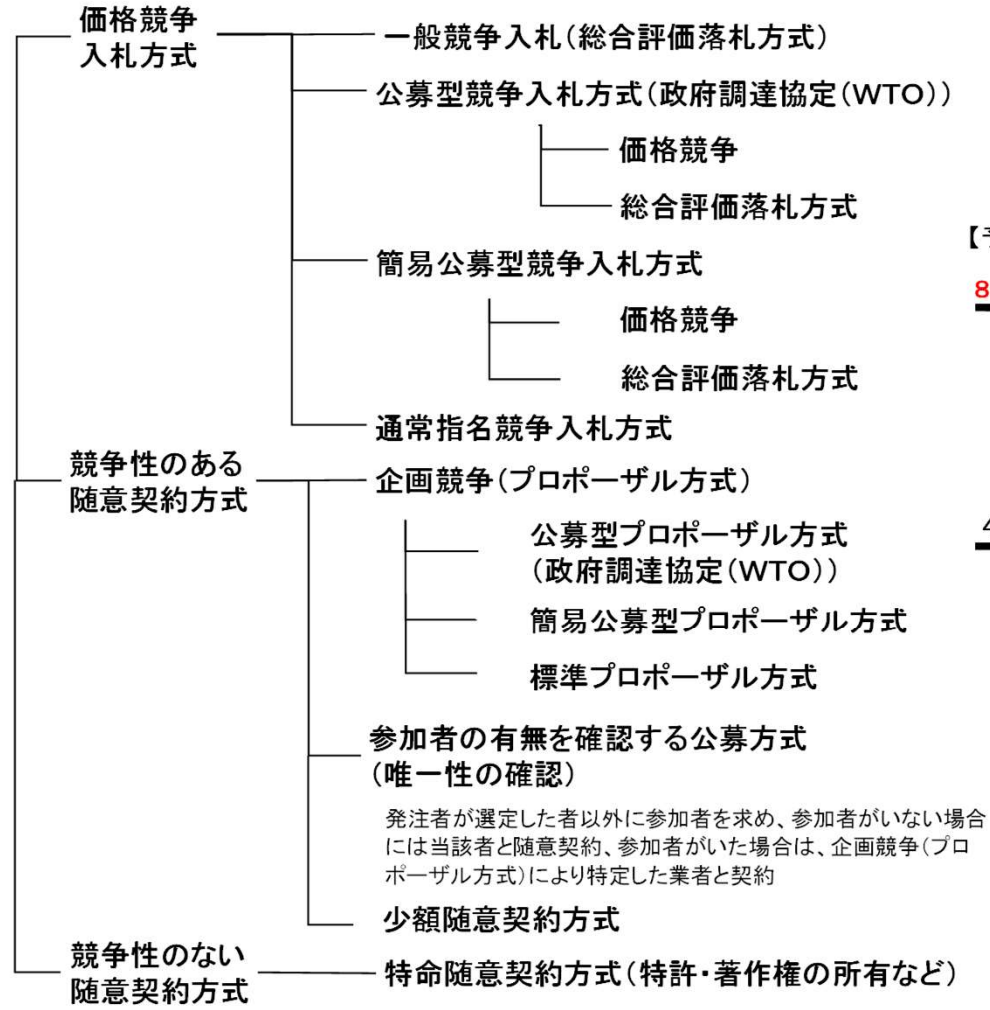 価格競争
入札方式
一般競争入札(総合評価落札方式)
公募型競争入札方式(政府調達協定(WTO))
価格競争
総合評価落札方式
簡易公募型競争入札方式
価格競争
総合評価落札方式
通常指名競争入札方式
競争性のある
随意契約方式
企画競争(プロポーザル方式)
公募型プロポーザル方式
(政府調達協定(WTO))
簡易公募型プロポーザル方式
標準プロポーザル方式
参加者の有無を確認する公募方式
(唯一性の確認)
発注者が選定した者以外に参加者を求め、参加者がいない場合
には当該者と随意契約、参加者がいた場合は、企画競争(プロ
ポーザル方式)により特定した業者と契約
少額随意契約方式
競争性のない
随意契約方式
特命随意契約方式(特許・著作権の所有など)
8